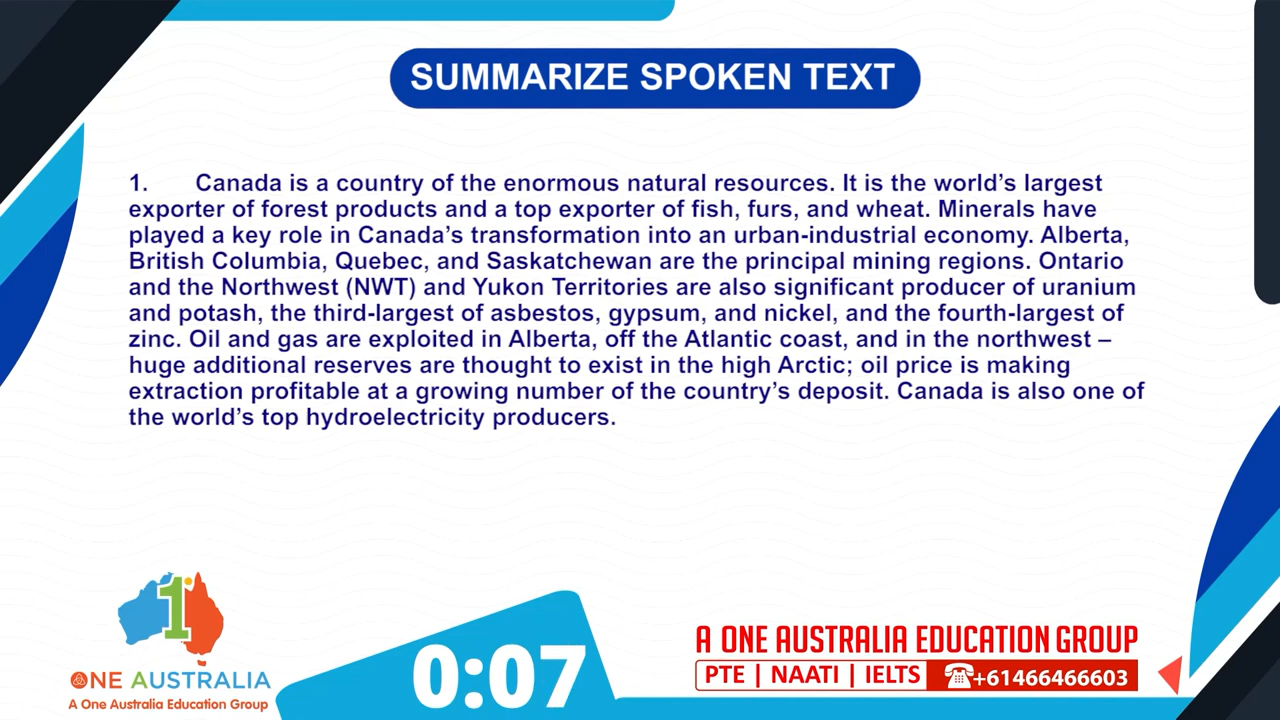 SUMMARIZE SPOKEN TEXT
1. Canada is a country of the enormous natural resources. It is the world’s largest
exporter of forest products and a top exporter of fish, furs, and wheat. Minerals have
played a key role in Canada’s transformation into an urban-industrial economy. Alberta,
British Columbia, Quebec, and Saskatchewan are the principal mining regions. Ontario
and the Northwest (NWT) and Yukon Territories are also significant producer of uranium
and potash, the third-largest of asbestos, gypsum, and nickel, and the fourth-largest of
zinc. Oil and gas are exploited in Alberta, off the Atlantic coast, and in the northwest –
huge additional reserves are thought to exist in the high Arctic; oil price is making
extraction profitable at a growing number of the country’s deposit. Canada is also one of
the world’s top hydroelectricity producers.
1
ONE AUSTRALIA
A One Australia Education Group
0:07
A ONE AUSTRALIA EDUCATION GROUP
PTE | NAATI | IELTS +61466466603